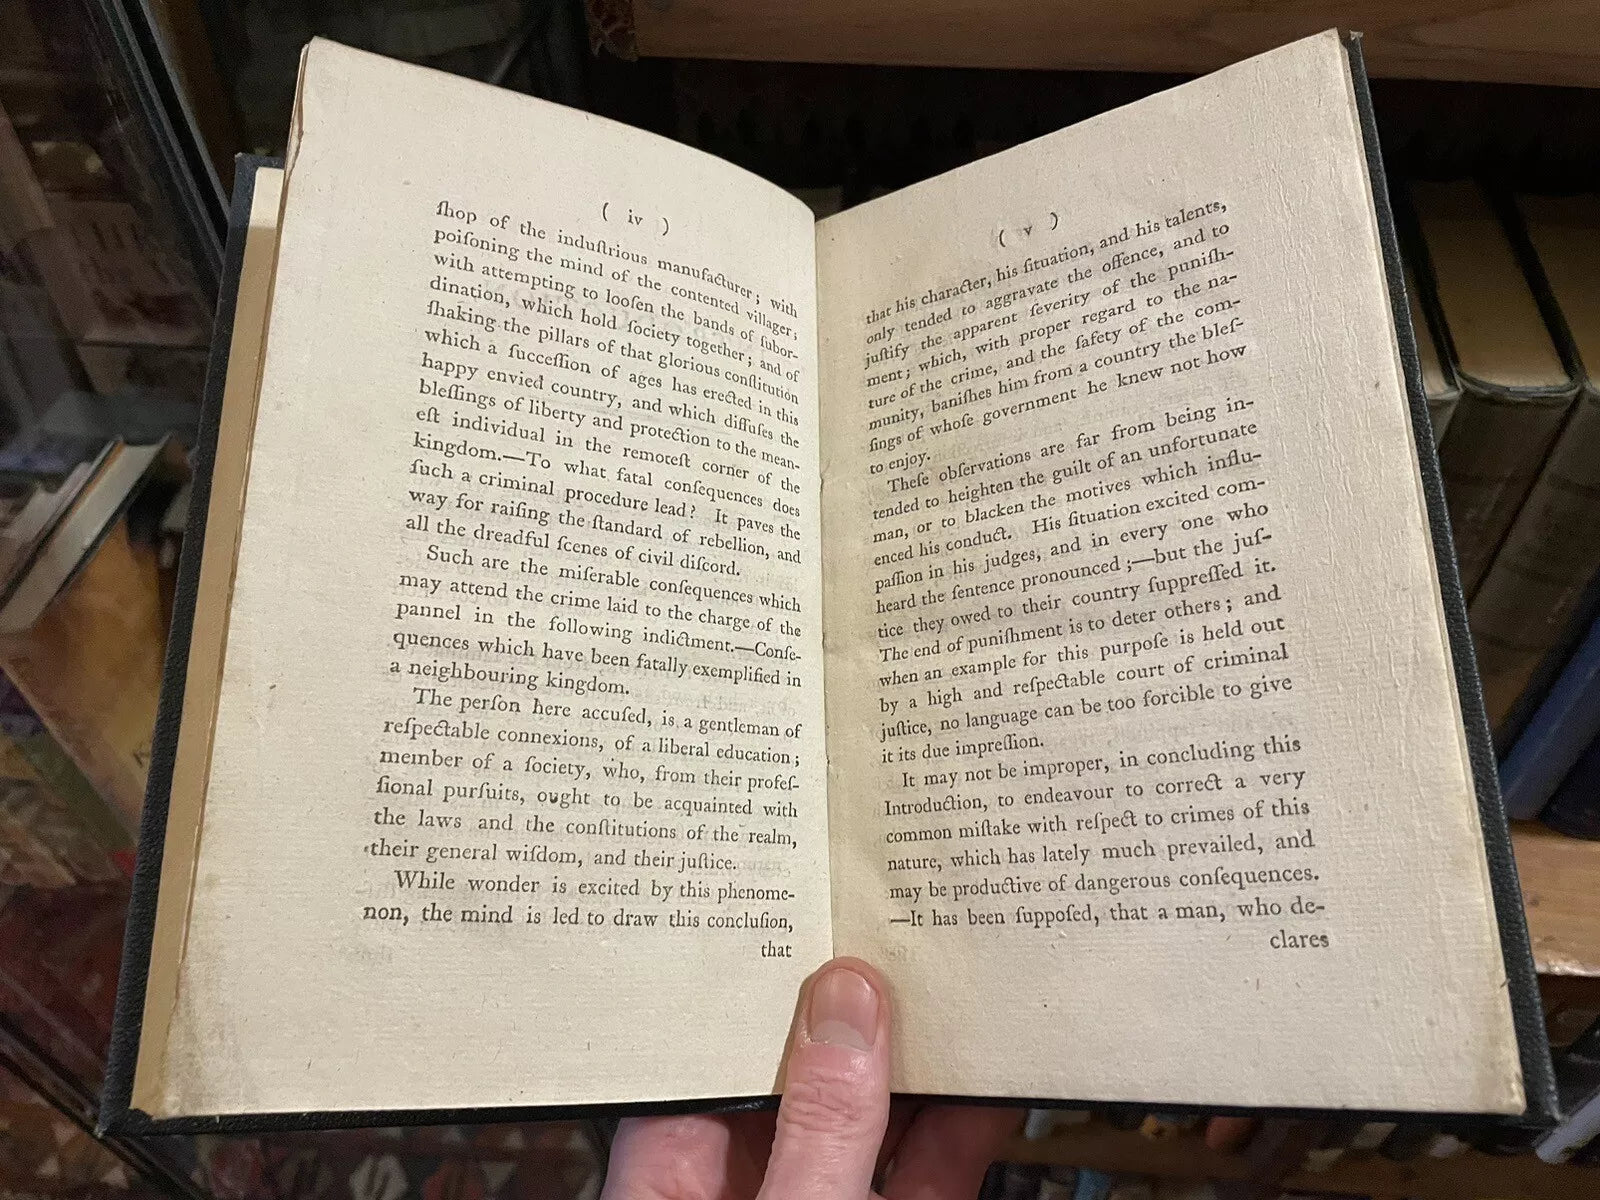 ( iv )
ſhop of the induſtrious manufacturer; with
poiſoning the mind of the contented villager;
with attempting to looſen the bands of ſubor-
dination, which hold ſociety together; and of
ſhaking the pillars of that glorious conſtitution
which a ſucceſſion of ages has erected in this
happy envied country, and which diffuſes the
bleſſings of liberty and protection to the mean-
eſt individual in the remoteſt corner of the
kingdom.—To what fatal conſequences does
ſuch a criminal procedure lead? It paves the
way for raiſing the ſtandard of rebellion, and
all the dreadful ſcenes of civil diſcord.
Such are the miſerable conſequences which
may attend the crime laid to the charge of the
pannel in the following indictment.—Conſe-
quences which have been fatally exemplified in
a neighbouring kingdom.
The perſon here accuſed, is a gentleman of
reſpectable connexions, of a liberal education;
member of a ſociety, who, from their profeſ-
ſional purſuits, ought to be acquainted with
the laws and the conſtitutions of the realm,
their general wiſdom, and their juſtice.
While wonder is excited by this phenome-
non, the mind is led to draw this concluſion,
that
( v )
that his character, his ſituation, and his talents,
only tended to aggravate the offence, and to
juſtify the apparent ſeverity of the puniſh-
ment; which, with proper regard to the na-
ture of the crime, and the ſafety of the com-
munity, baniſhes him from a country the bleſ-
ſings of whoſe government he knew not how
to enjoy.
Theſe obſervations are far from being in-
tended to heighten the guilt of an unfortunate
man, or to blacken the motives which influ-
enced his conduct. His ſituation excited com-
paſſion in his judges, and in every one who
heard the ſentence pronounced;—but the juſ-
tice they owed to their country ſuppreſſed it.
The end of puniſhment is to deter others; and
when an example for this purpoſe is held out
by a high and reſpectable court of criminal
juſtice, no language can be too forcible to give
it its due impreſſion.
It may not be improper, in concluding this
Introduction, to endeavour to correct a very
common miſtake with reſpect to crimes of this
nature, which has lately much prevailed, and
may be productive of dangerous conſequences.
—It has been ſuppoſed, that a man, who de-
clares